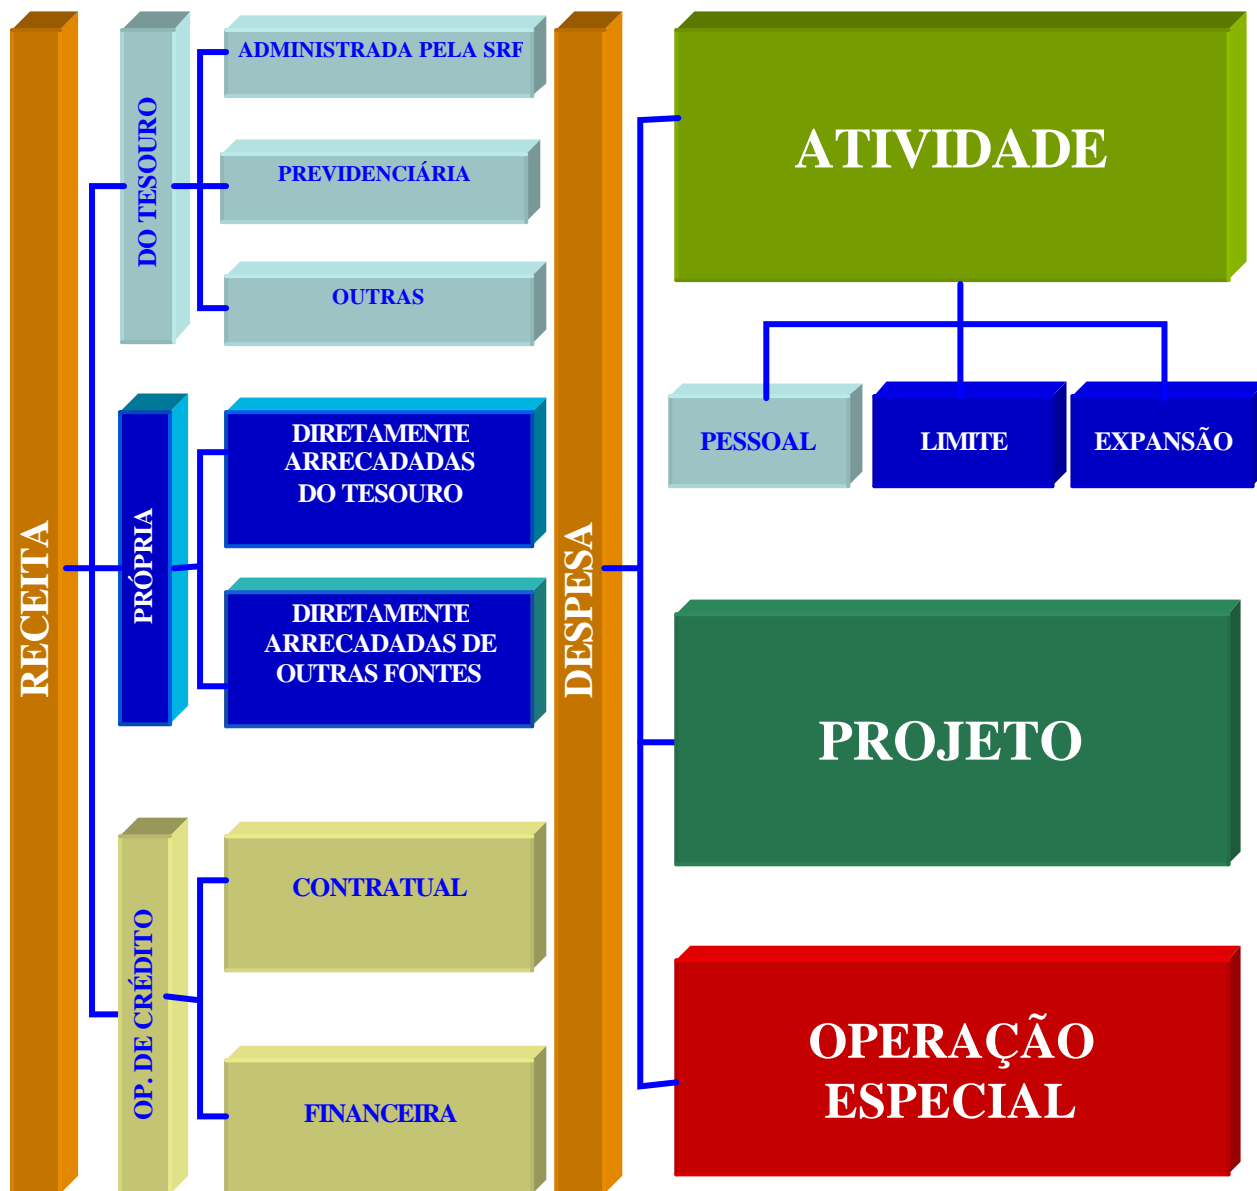 RECEITA
DO TESOURO
ADMINISTRADA PELA SRF
PREVIDENCIÁRIA
OUTRAS
PRÓPRIA
DIRETAMENTE
ARRECADADAS
DO TESOURO
DIRETAMENTE
ARRECADADAS DE
OUTRAS FONTES
OP. DE CRÉDITO
CONTRATUAL
FINANCEIRA
DESPESA
ATIVIDADE
PESSOAL
LIMITE
EXPANSÃO
PROJETO
OPERAÇÃO
ESPECIAL